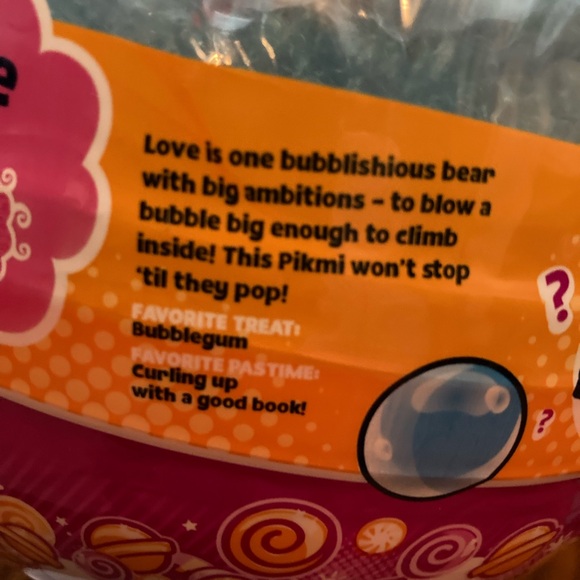 e
Love is one bubblishious bear
with big ambitions – to blow a
bubble big enough to climb
inside! This Pikmi won't stop
'til they pop!
FAVORITE TREAT:
Bubblegum
FAVORITE PASTIME:
Curling up
with a good book!
?
?